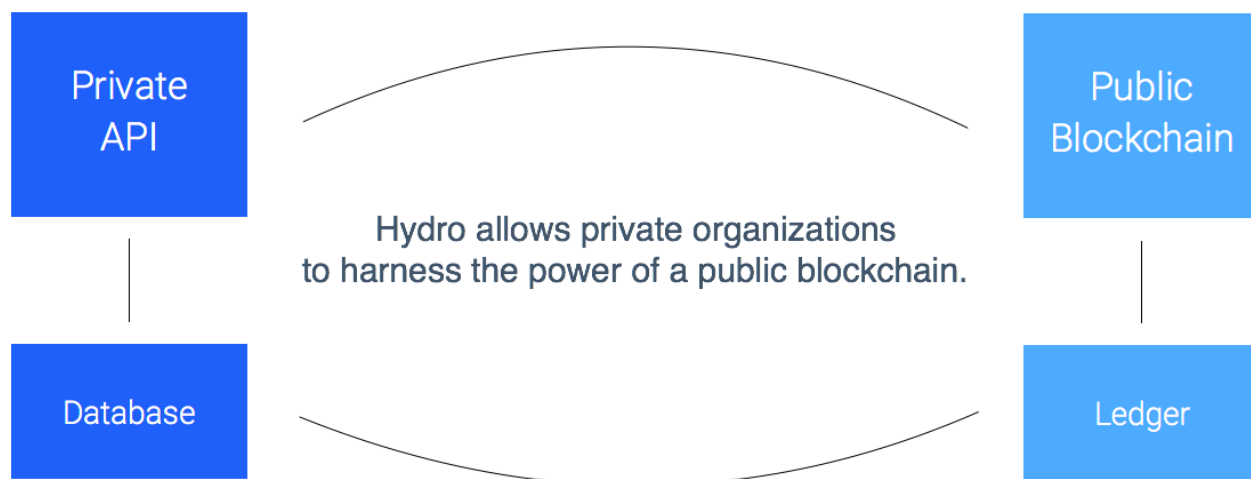 Private
API
Public
Blockchain
Hydro allows private organizations
to harness the power of a public blockchain.
Database
Ledger